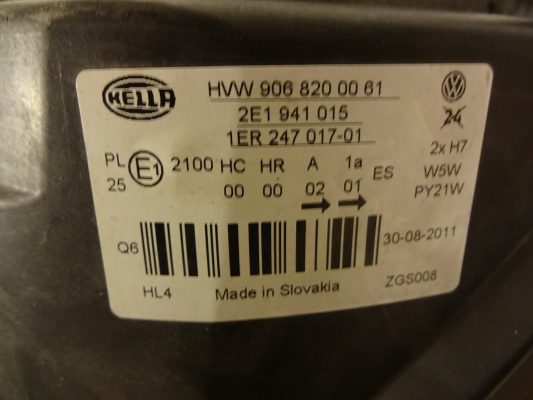 HELLA
HVW 906 820 00 61
2E1 941 015
1ER 247 017-01
PL
25
E1
2100 HC HR A 1a
00 00 02 01
ES
24
2x H7
W5W
PY21W
Q6
30-08-2011
HL4
Made in Slovakia
ZGS008